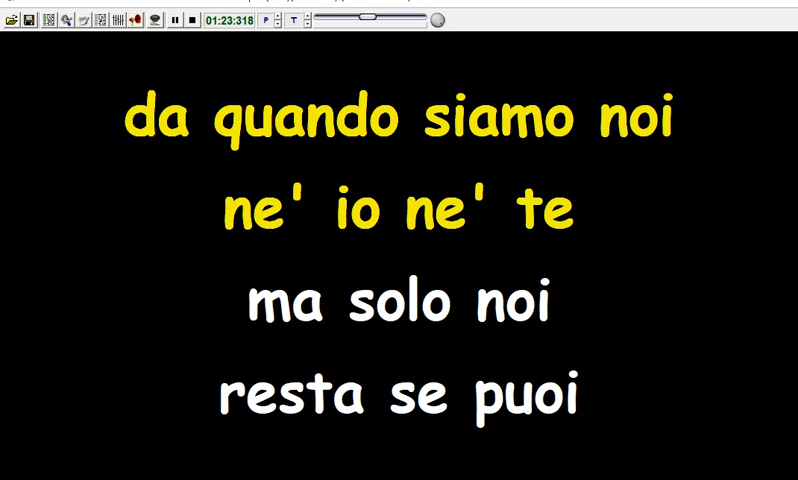 01:23:318 P T
da quando siamo noi
ne' io ne' te
ma solo noi
resta se puoi